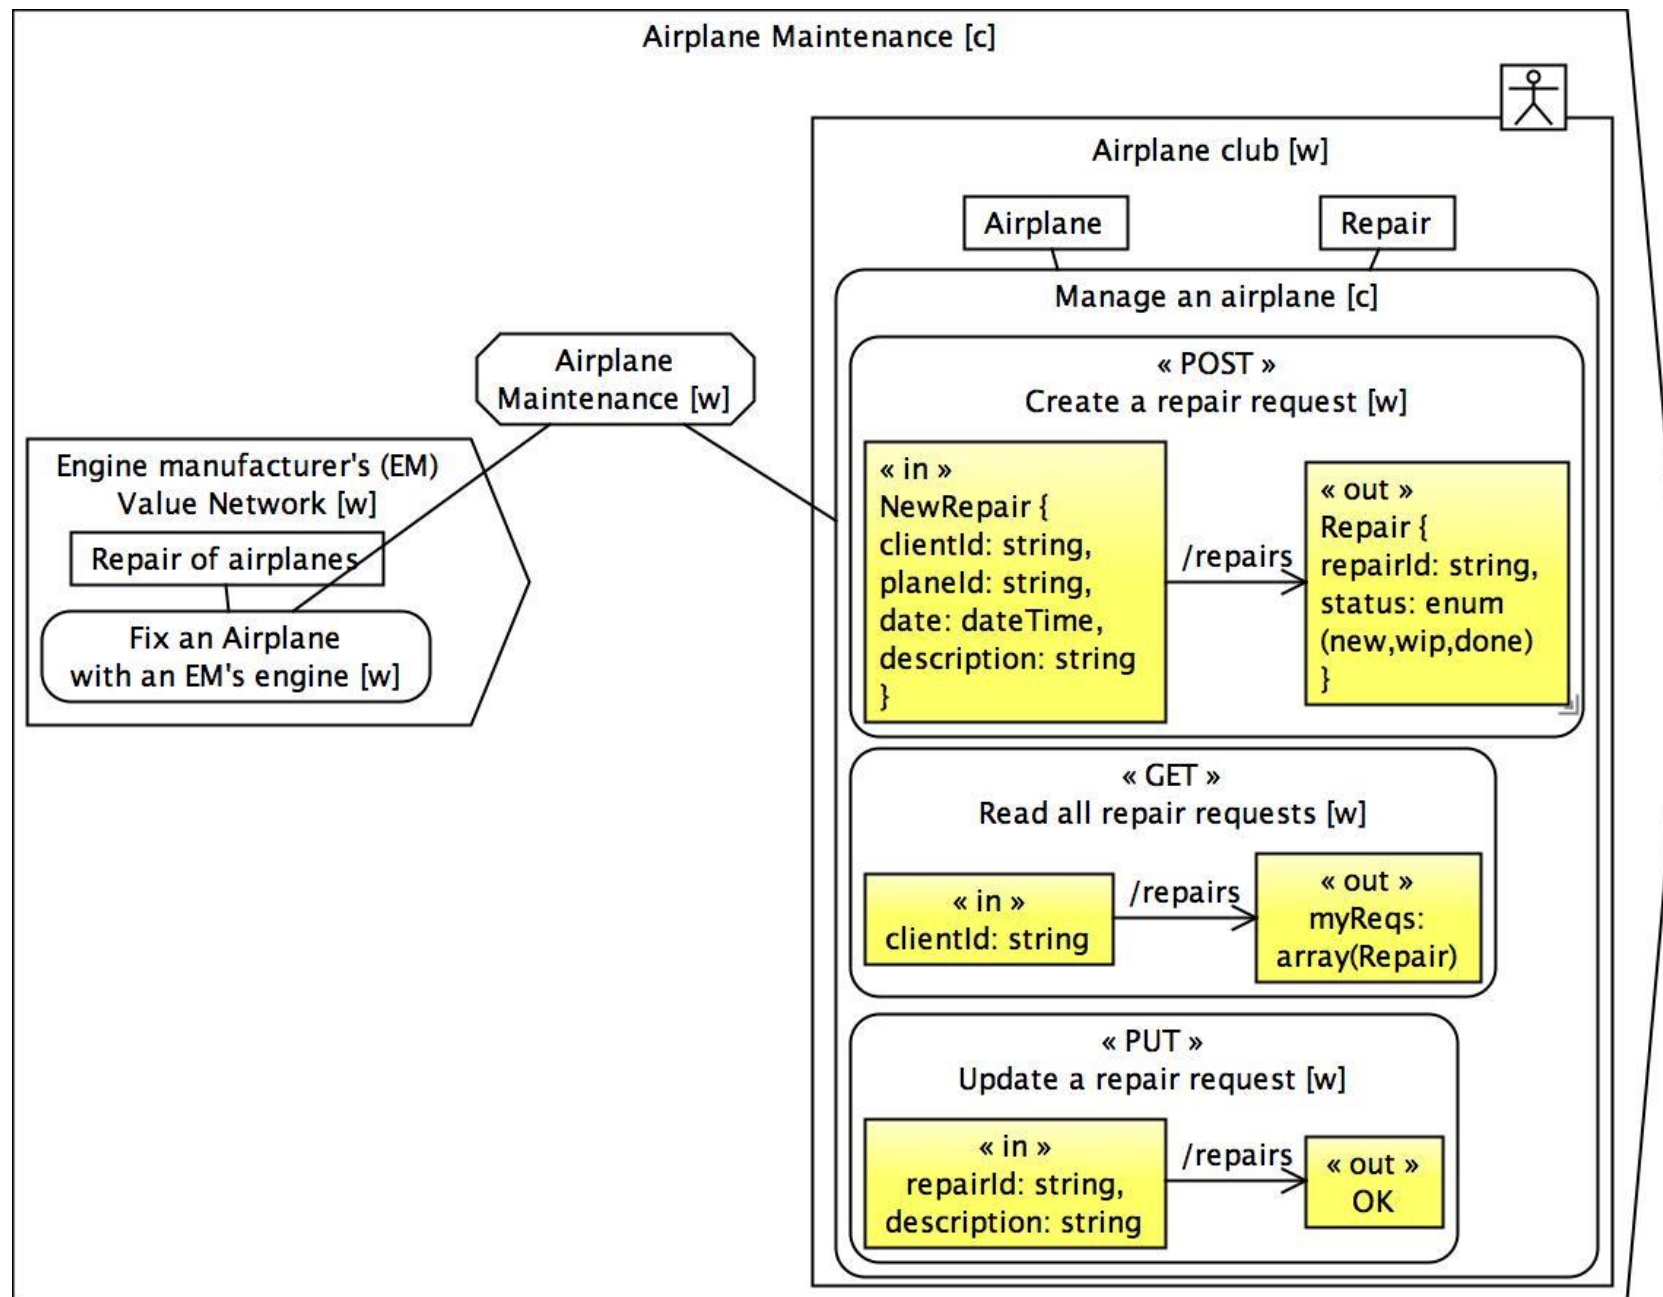 Airplane Maintenance [c]
Airplane club [w]
Airplane
Repair
Manage an airplane [c]
« POST »
Create a repair request [w]
« in »
NewRepair {
clientId: string,
planeId: string,
date: dateTime,
description: string
}
/repairs
« out »
Repair {
repairId: string,
status: enum
(new,wip,done)
}
Airplane
Maintenance [w]
Engine manufacturer's (EM)
Value Network [w]
Repair of airplanes
Fix an Airplane
with an EM's engine [w]
« GET »
Read all repair requests [w]
« in »
clientId: string
/repairs
« out »
myReqs:
array(Repair)
« PUT »
Update a repair request [w]
« in »
repairId: string,
description: string
/repairs
« out »
OK